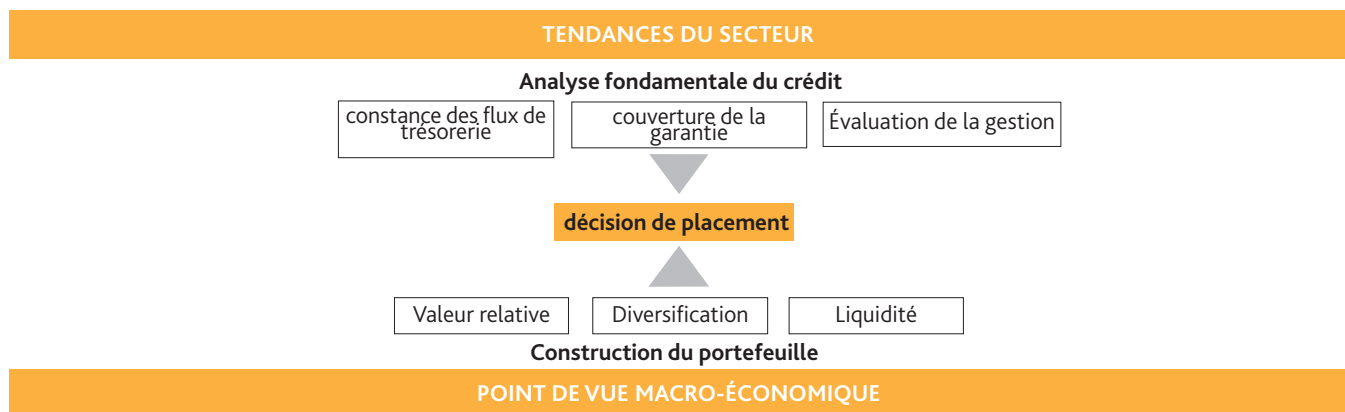 TENDANCES DU SECTEUR
Analyse fondamentale du crédit
constance des flux de
trésorerie
couverture de la
garantie
Évaluation de la gestion
décision de placement
Valeur relative
Diversification
Liquidité
Construction du portefeuille
POINT DE VUE MACRO-ÉCONOMIQUE